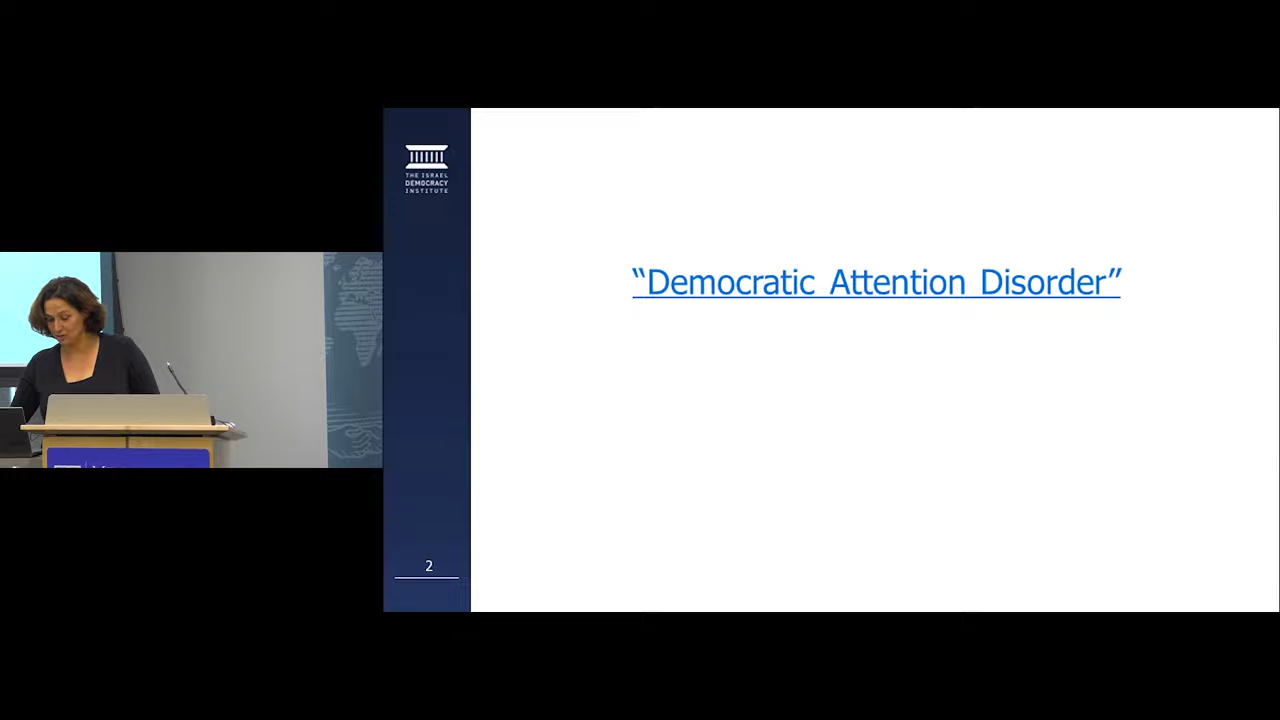 THE ISRAEL
DEMOCRACY
INSTITUTE
“Democratic Attention Disorder”
2